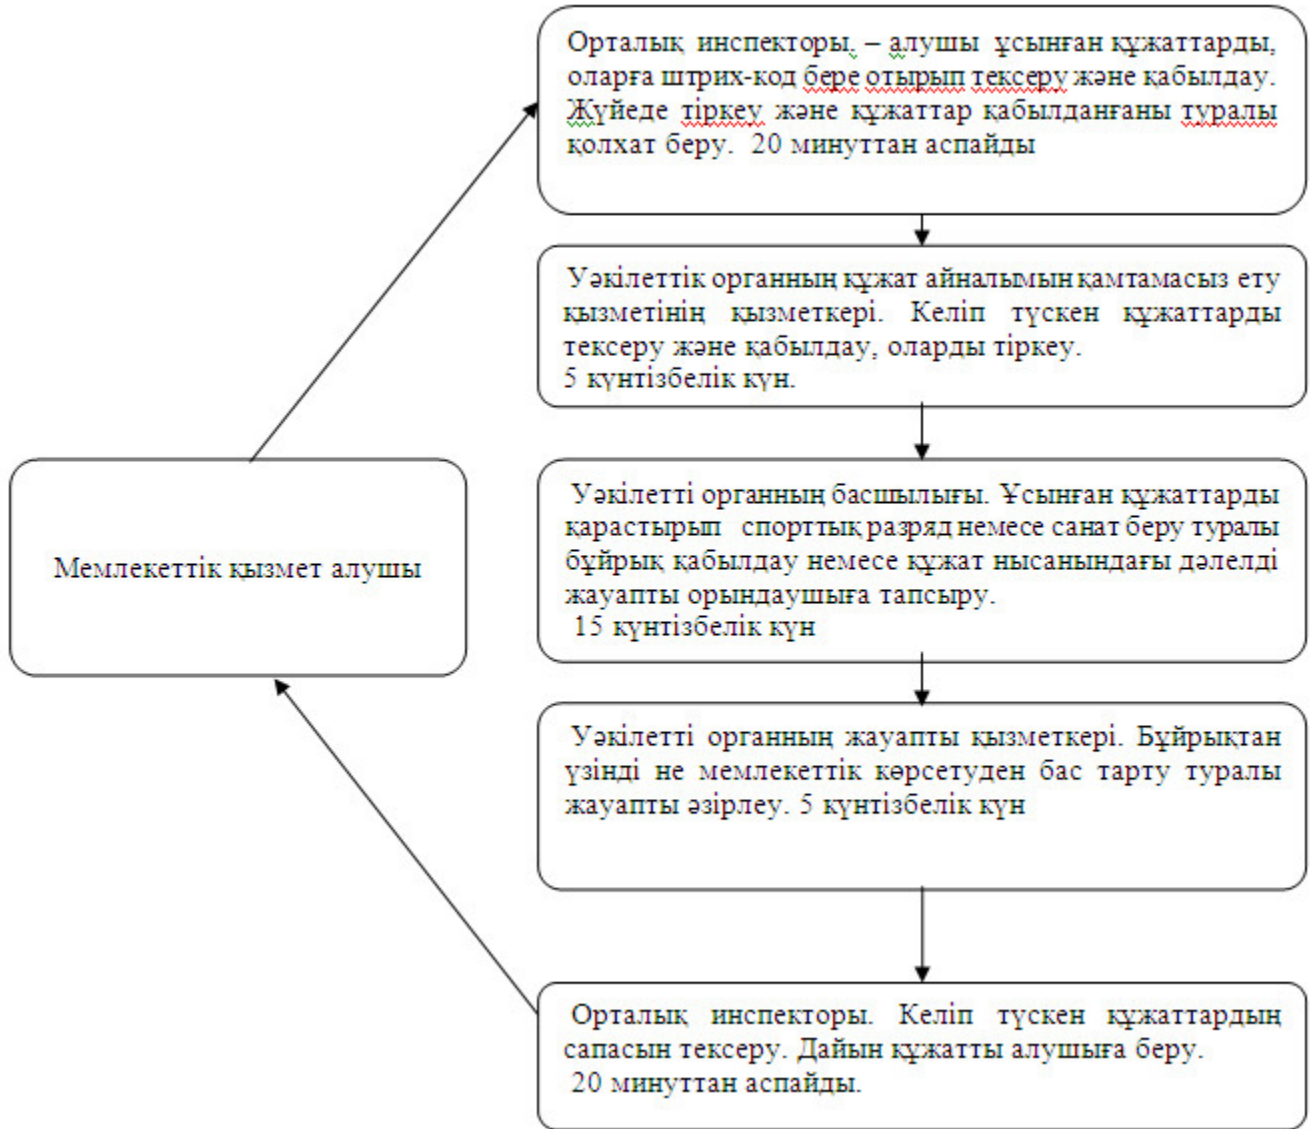 Орталық инспекторы. – алушы ұсынған құжаттарды,
оларға штрих-код бере отырып тексеру және қабылдау.
Жүйеде тіркеу және құжаттар қабылданғаны туралы
қолхат беру. 20 минуттан аспайды
Уәкілеттік органның құжат айналымын қамтамасыз ету
қызметінің қызметкері. Келіп түскен құжаттарды
тексеру және қабылдау, оларды тіркеу.
5 күнтізбелік күн.
Мемлекеттік қызмет алушы
Уәкілетті органның басшылығы. Ұсынған құжаттарды
қарастырып спорттық разряд немесе санат беру туралы
бұйрық қабылдау немесе құжат нысанындағы дәлелді
жауапты орындаушыға тапсыру.
15 күнтізбелік күн
Уәкілетті органның жауапты қызметкері. Бұйрықтан
үзінді не мемлекеттік көрсетуден бас тарту туралы
жауапты әзірлеу. 5 күнтізбелік күн
Орталық инспекторы. Келіп түскен құжаттардың
сапасын тексеру. Дайын құжатты алушыға беру.
20 минуттан аспайды.